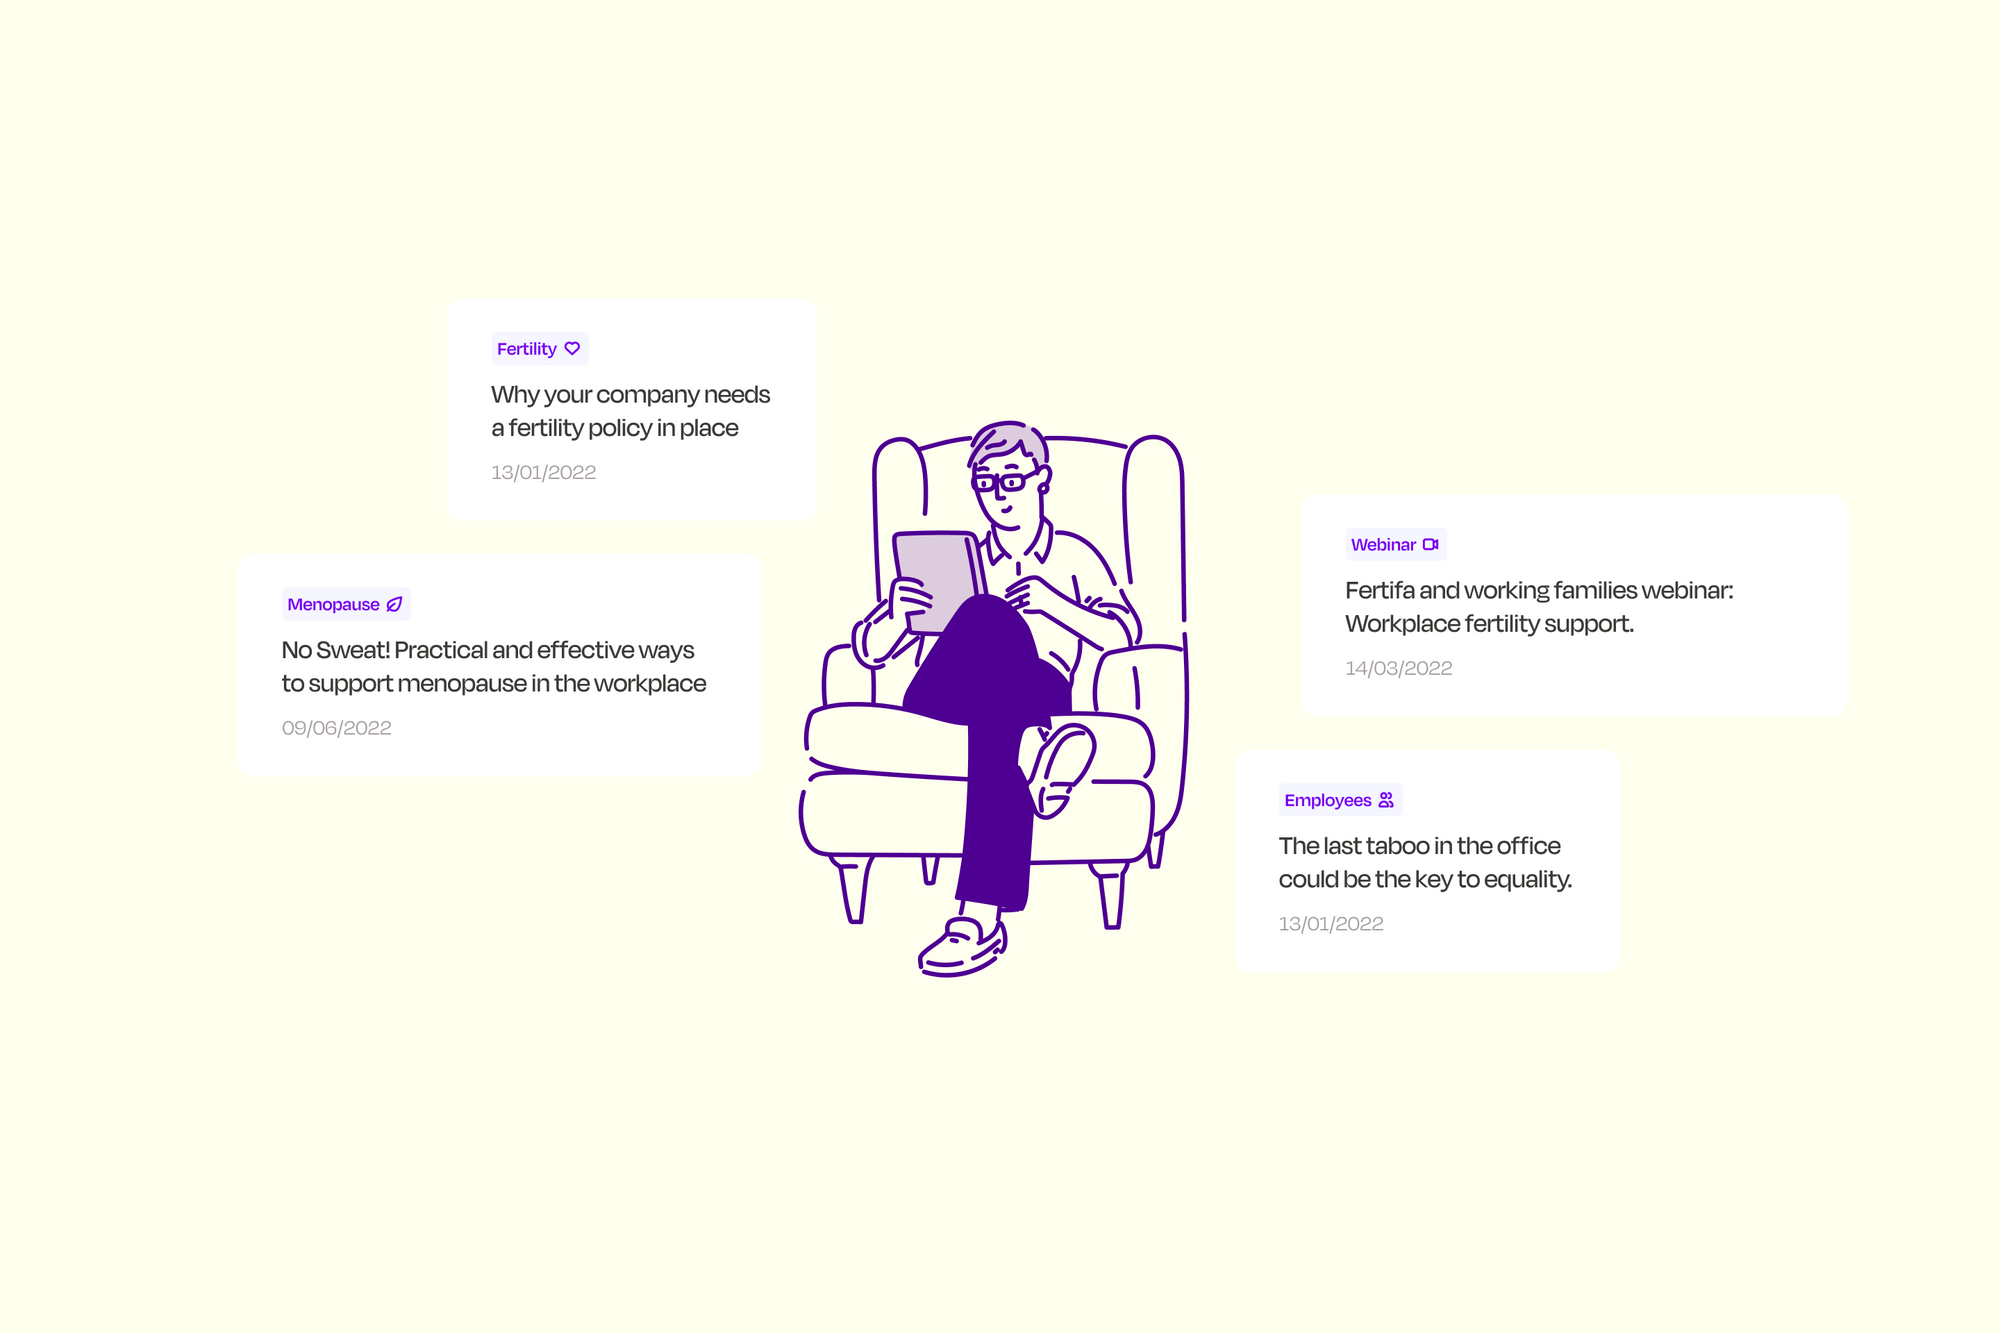 Fertility
Why your company needs
a fertility policy in place
13/01/2022
Menopause
No Sweat! Practical and effective ways
to support menopause in the workplace
09/06/2022
Webinar
Fertifa and working families webinar:
Workplace fertility support.
14/03/2022
Employees
The last taboo in the office
could be the key to equality.
13/01/2022